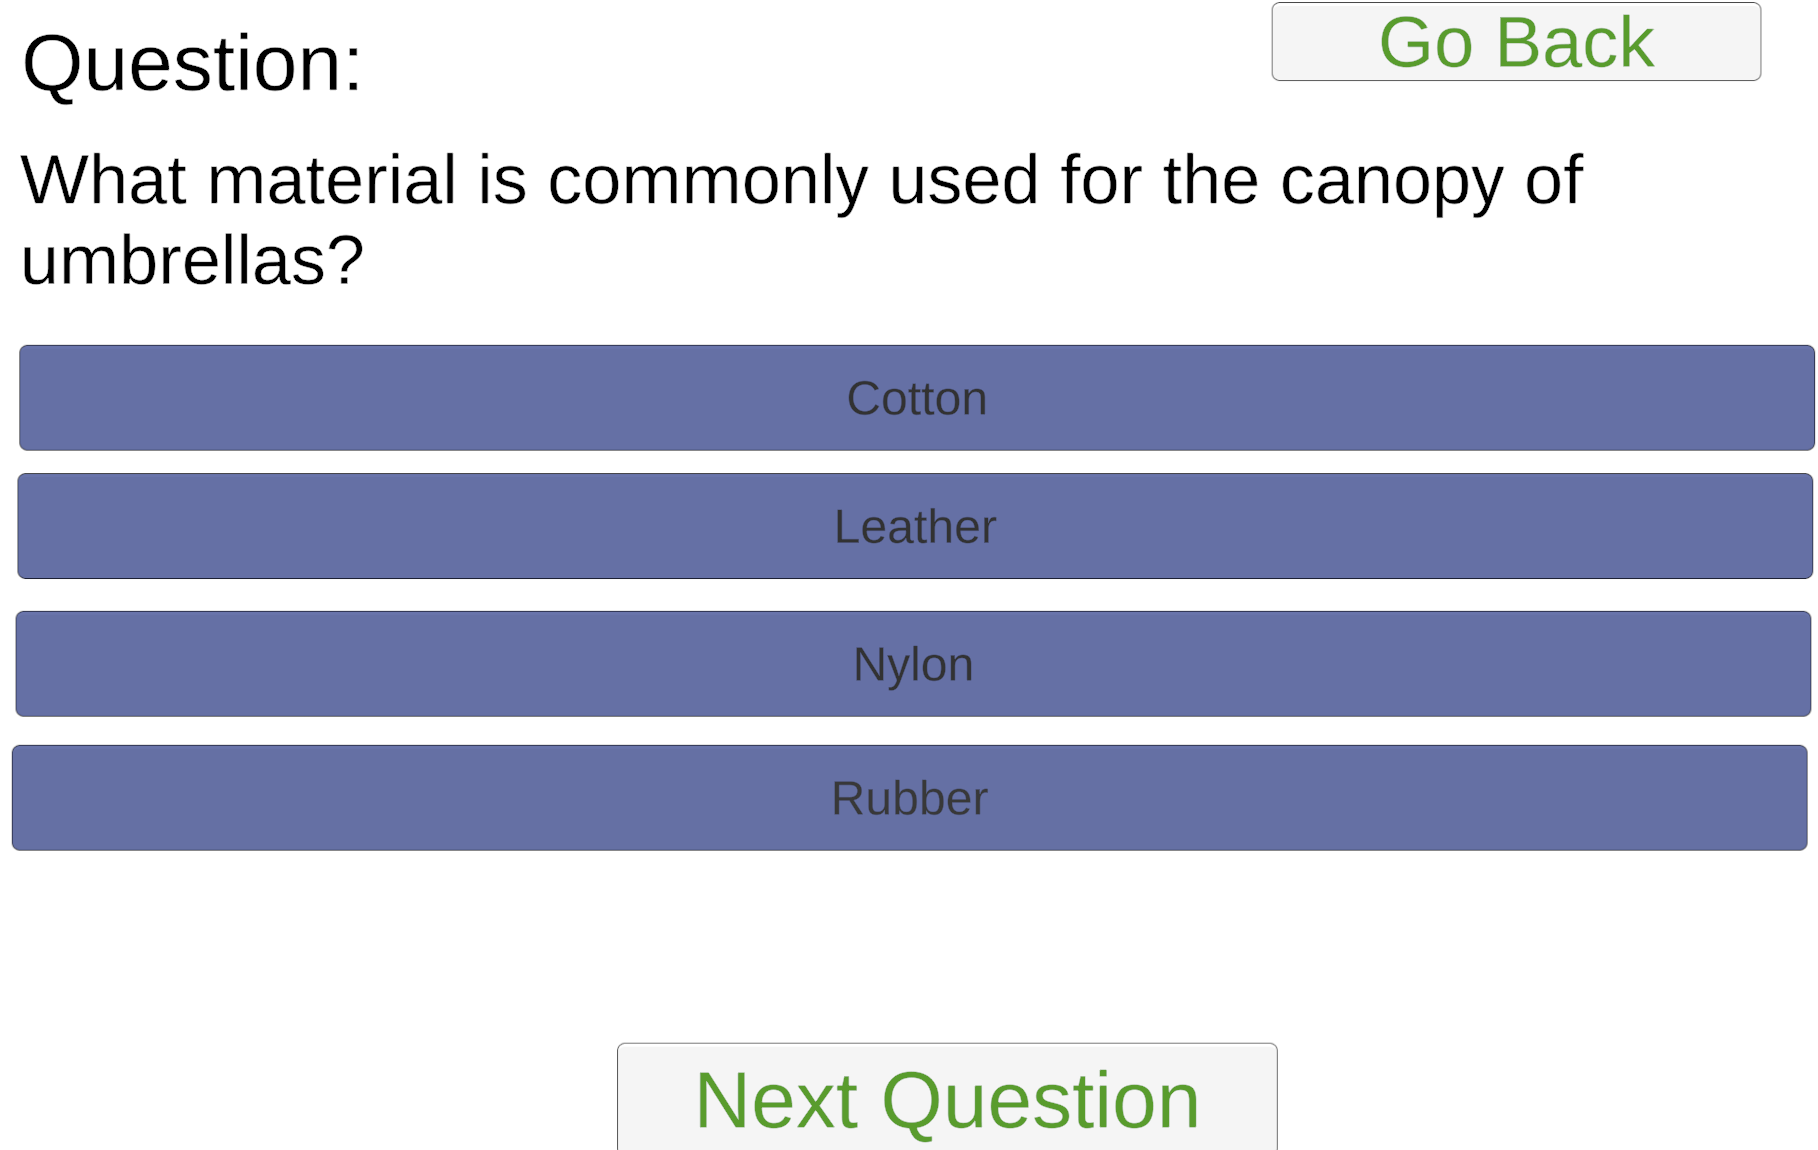 Go Back
Question:
What material is commonly used for the canopy of
umbrellas?
Cotton
Leather
Nylon
Rubber
Next Question